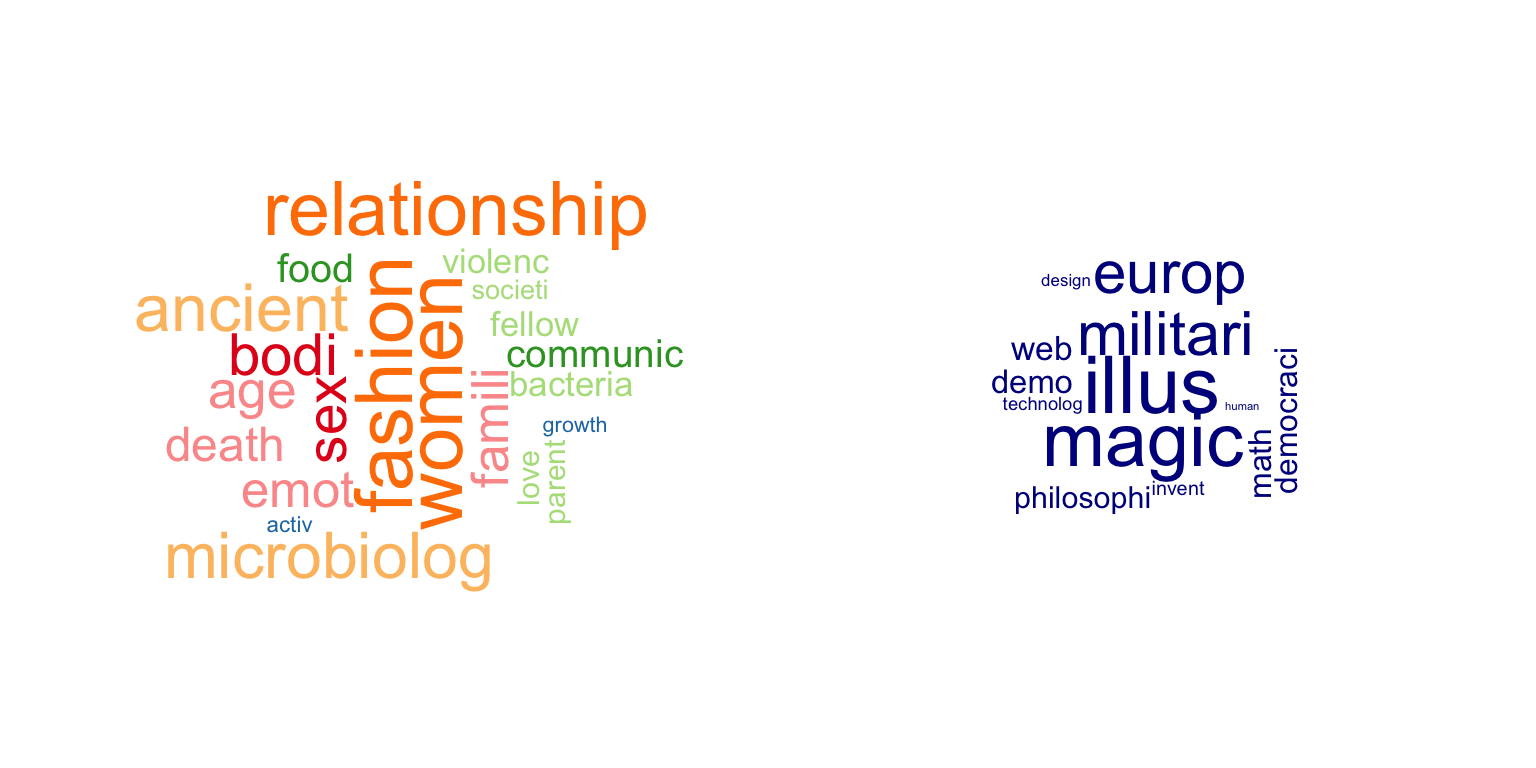 relationship
food
violenc
ancient
societi
fashion
women
fellow
bodi
communic
age
sex
famili
bacteria
death
growth
love
parent
emot
activ
microbiolog
design
europ
militari
web
illus
demo
technolog
human
democraci
magic
math
philosophi
invent